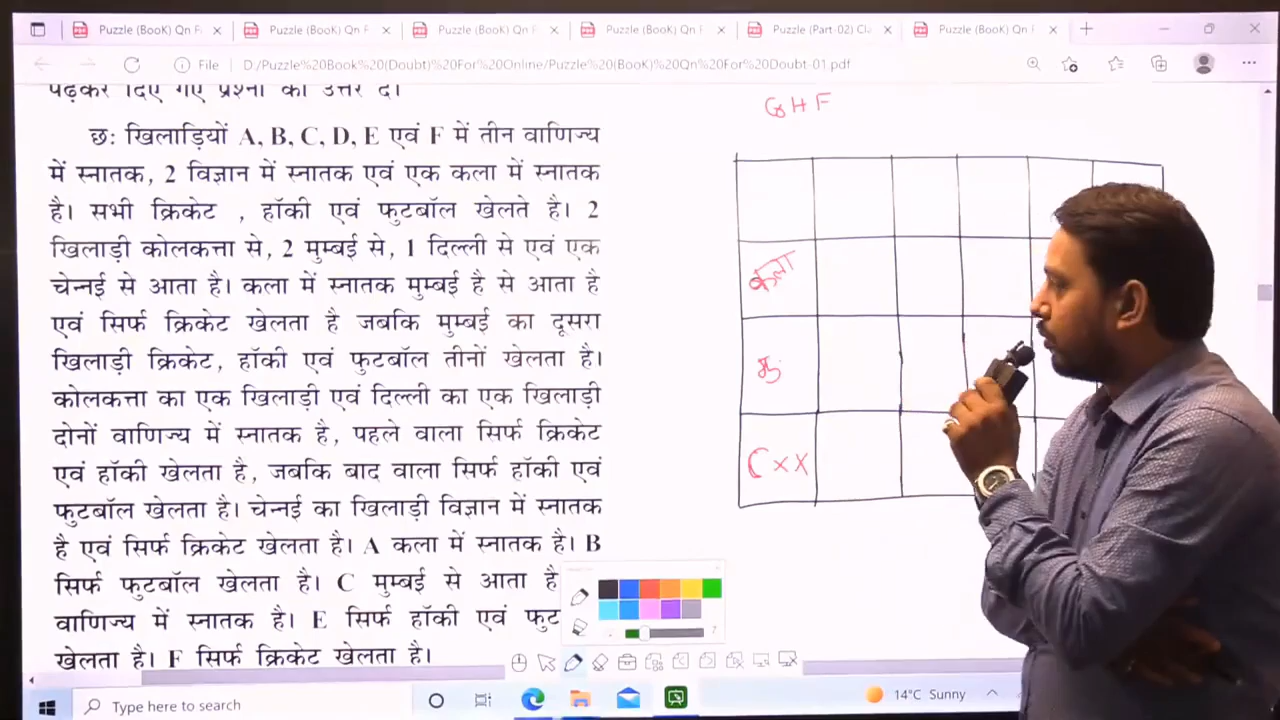 Puzzle (BooK) Qn F
Puzzle (BooK) Qn F
Puzzle (BooK) Qn F
Puzzle (BooK) Qn F
Puzzle (Part-02) Cla
Puzzle (BooK) Qn F
File D:/Puzzle%20Book%20(Doubt)%20For%20Online/Puzzle%20(BooK)%20Qn%20For%20Doubt-01.pdf
पढ़कर दिए गए प्रश्नों का उत्तर दें।
छः खिलाड़ियों A, B, C, D, E एवं F में तीन वाणिज्य
में स्नातक, 2 विज्ञान में स्नातक एवं एक कला में स्नातक
है। सभी क्रिकेट , हॉकी एवं फुटबॉल खेलते है। 2
खिलाड़ी कोलकत्ता से, 2 मुम्बई से, 1 दिल्ली से एवं एक
चेन्नई से आता है। कला में स्नातक मुम्बई है से आता है
एवं सिर्फ क्रिकेट खेलता है जबकि मुम्बई का दूसरा
खिलाड़ी क्रिकेट, हॉकी एवं फुटबॉल तीनों खेलता है।
कोलकत्ता का एक खिलाड़ी एवं दिल्ली का एक खिलाड़ी
दोनों वाणिज्य में स्नातक है, पहले वाला सिर्फ क्रिकेट
एवं हॉकी खेलता है, जबकि बाद वाला सिर्फ हॉकी एवं
फुटबॉल खेलता है। चेन्नई का खिलाड़ी विज्ञान में स्नातक
है एवं सिर्फ क्रिकेट खेलता है। A कला में स्नातक है। B
सिर्फ फुटबॉल खेलता है। C मुम्बई से आता है
वाणिज्य में स्नातक है। E सिर्फ हॉकी एवं फुट
खेलता है। F सिर्फ क्रिकेट खेलता है।
H F
कला
मु.
C x x
Type here to search
14°C Sunny